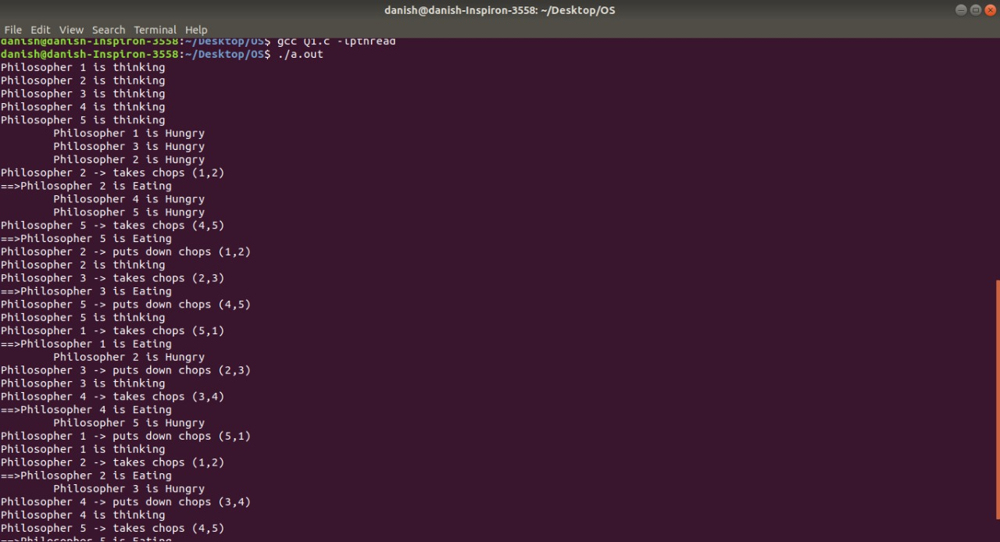 danish@danish-Inspiron-3558: ~/Desktop/OS
File Edit View Search Terminal Help
danish@danish-Inspiron-3558:~/Desktop/OS$ gcc Q1.c -lpthread
danish@danish-Inspiron-3558:~/Desktop/OS$ ./a.out
Philosopher 1 is thinking
Philosopher 2 is thinking
Philosopher 3 is thinking
Philosopher 4 is thinking
Philosopher 5 is thinking
        Philosopher 1 is Hungry
        Philosopher 3 is Hungry
        Philosopher 2 is Hungry
Philosopher 2 -> takes chops (1,2)
==>Philosopher 2 is Eating
        Philosopher 4 is Hungry
        Philosopher 5 is Hungry
Philosopher 5 -> takes chops (4,5)
==>Philosopher 5 is Eating
Philosopher 2 -> puts down chops (1,2)
Philosopher 2 is thinking
Philosopher 3 -> takes chops (2,3)
==>Philosopher 3 is Eating
Philosopher 5 -> puts down chops (4,5)
Philosopher 5 is thinking
Philosopher 1 -> takes chops (5,1)
==>Philosopher 1 is Eating
        Philosopher 2 is Hungry
Philosopher 3 -> puts down chops (2,3)
Philosopher 3 is thinking
Philosopher 4 -> takes chops (3,4)
==>Philosopher 4 is Eating
        Philosopher 5 is Hungry
Philosopher 1 -> puts down chops (5,1)
Philosopher 1 is thinking
Philosopher 2 -> takes chops (1,2)
==>Philosopher 2 is Eating
        Philosopher 3 is Hungry
Philosopher 4 -> puts down chops (3,4)
Philosopher 4 is thinking
Philosopher 5 -> takes chops (4,5)
==>Philosopher 5 is Eating